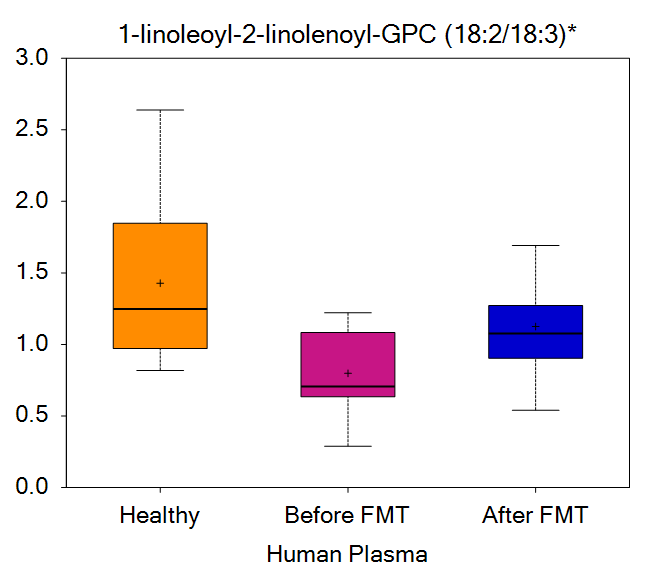 1-linoleoyl-2-linolenoyl-GPC (18:2/18:3)*
3.0
2.5
2.0
1.5
1.0
0.5
0.0
Healthy Before FMT After FMT
Human Plasma